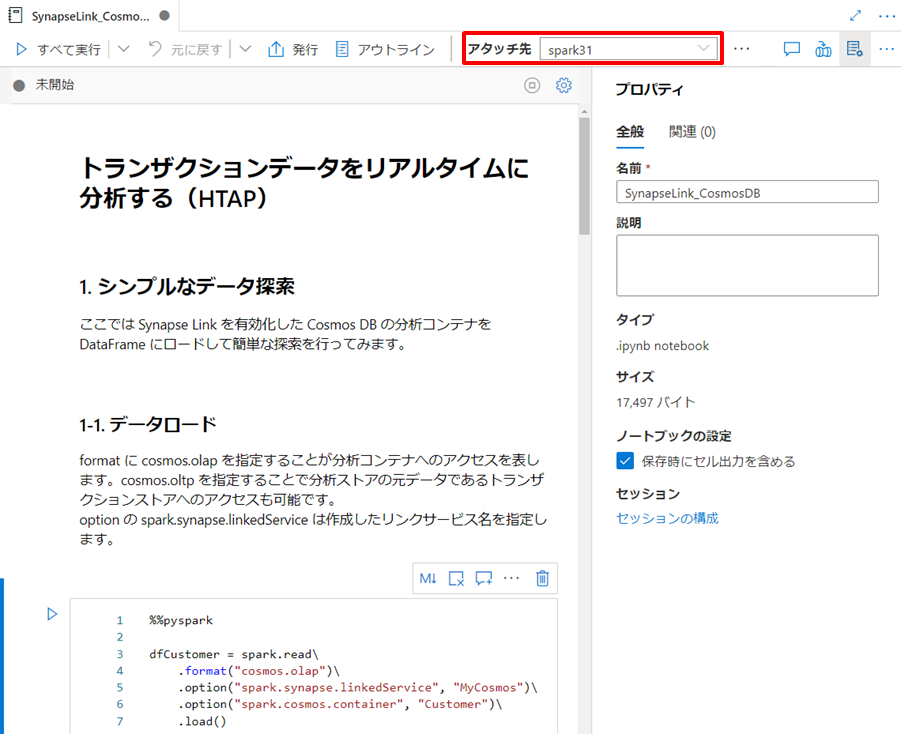 SynapseLink_Cosmo...
すべて実行 元に戻す 発行 アウトライン アタッチ先 spark31
未開始
トランザクションデータをリアルタイムに
分析する（HTAP）
1. シンプルなデータ探索
ここでは Synapse Link を有効化した Cosmos DB の分析コンテナを
DataFrame にロードして簡単な探索を行ってみます。
1-1. データロード
format に cosmos.olap を指定することが分析コンテナへのアクセスを表し
ます。cosmos.oltp を指定することで分析ストアの元データであるトランザ
クションストアへのアクセスも可能です。
option の spark.synapse.linkedService は作成したリンクサービス名を指定し
ます。
M↓
1 %%pyspark
2
3 dfCustomer = spark.read\
4 .format("cosmos.olap")\
5 .option("spark.synapse.linkedService", "MyCosmos")\
6 .option("spark.cosmos.container", "Customer")\
7 .load()
プロパティ
全般 関連 (0)
名前 *
SynapseLink_CosmosDB
説明
タイプ
.ipynb notebook
サイズ
17,497 バイト
ノートブックの設定
保存時にセル出力を含める
セッション
セッションの構成